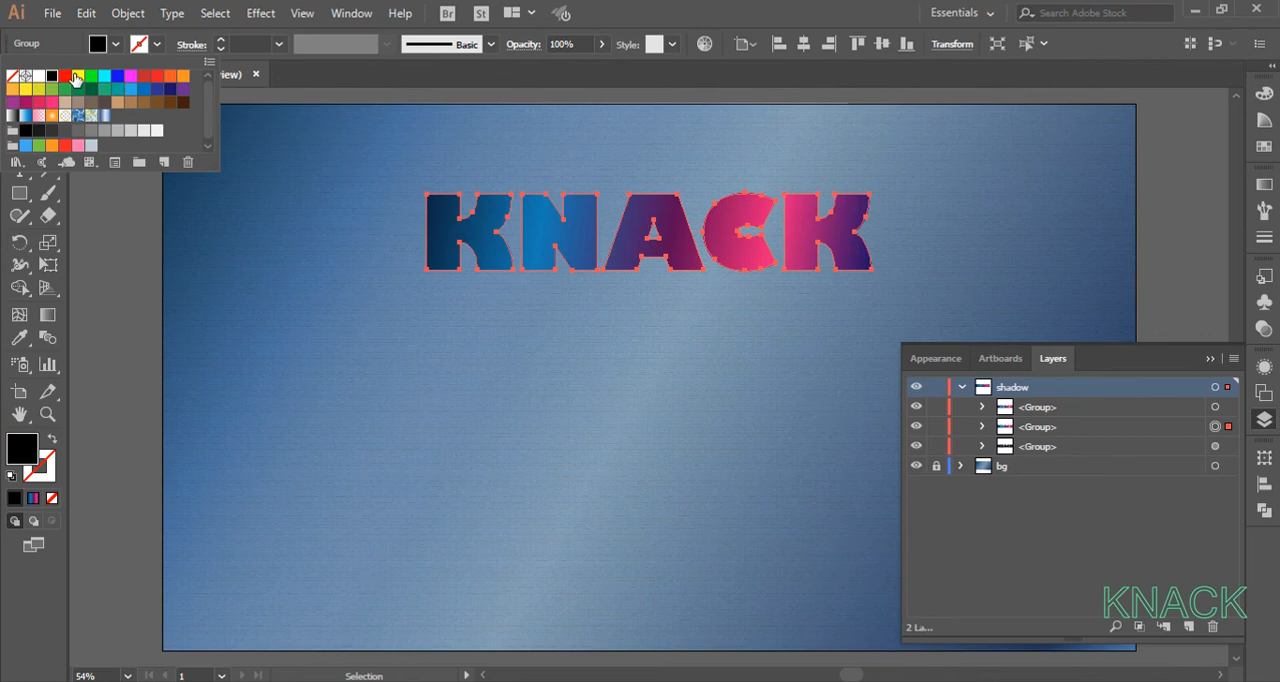 Ai File Edit Object Type Select Effect View Window Help Br St Essentials Search Adobe Stock
Group Stroke: Basic Opacity: 100% Style: Transform
view)
KNACK
Appearance Artboards Layers
shadow
<Group>
<Group>
<Group>
bg
KNACK
2 La...
54% 1 Selection